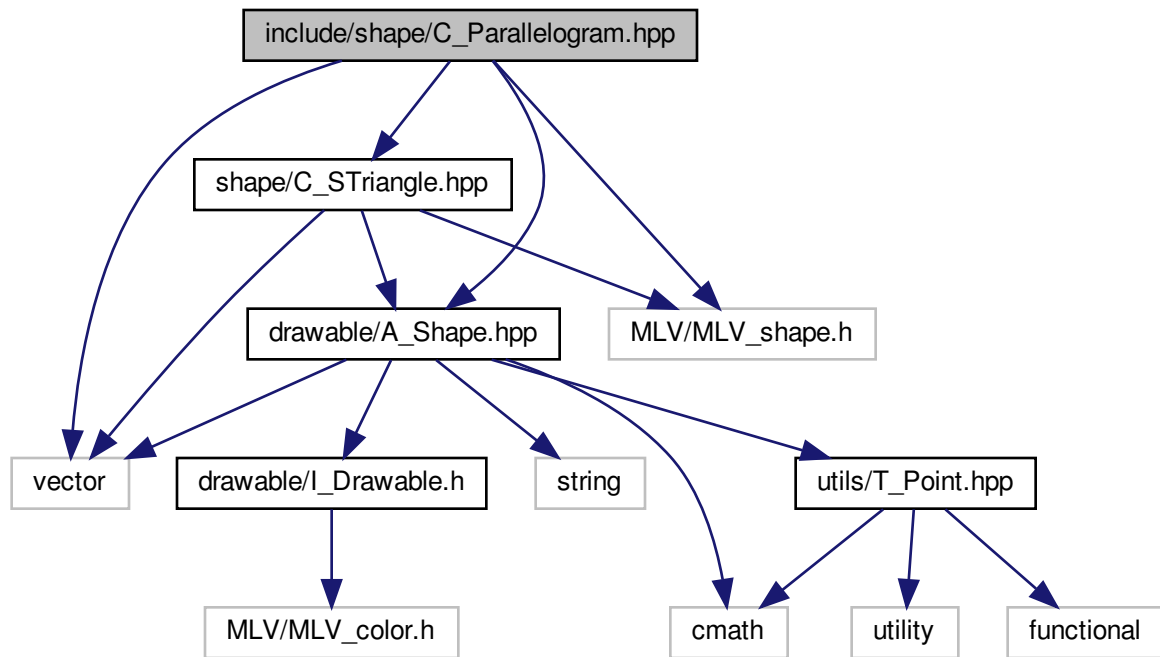 include/shape/C_Parallelogram.hpp
shape/C_STriangle.hpp
drawable/A_Shape.hpp
MLV/MLV_shape.h
vector
drawable/I_Drawable.h
string
utils/T_Point.hpp
MLV/MLV_color.h
cmath
utility
functional